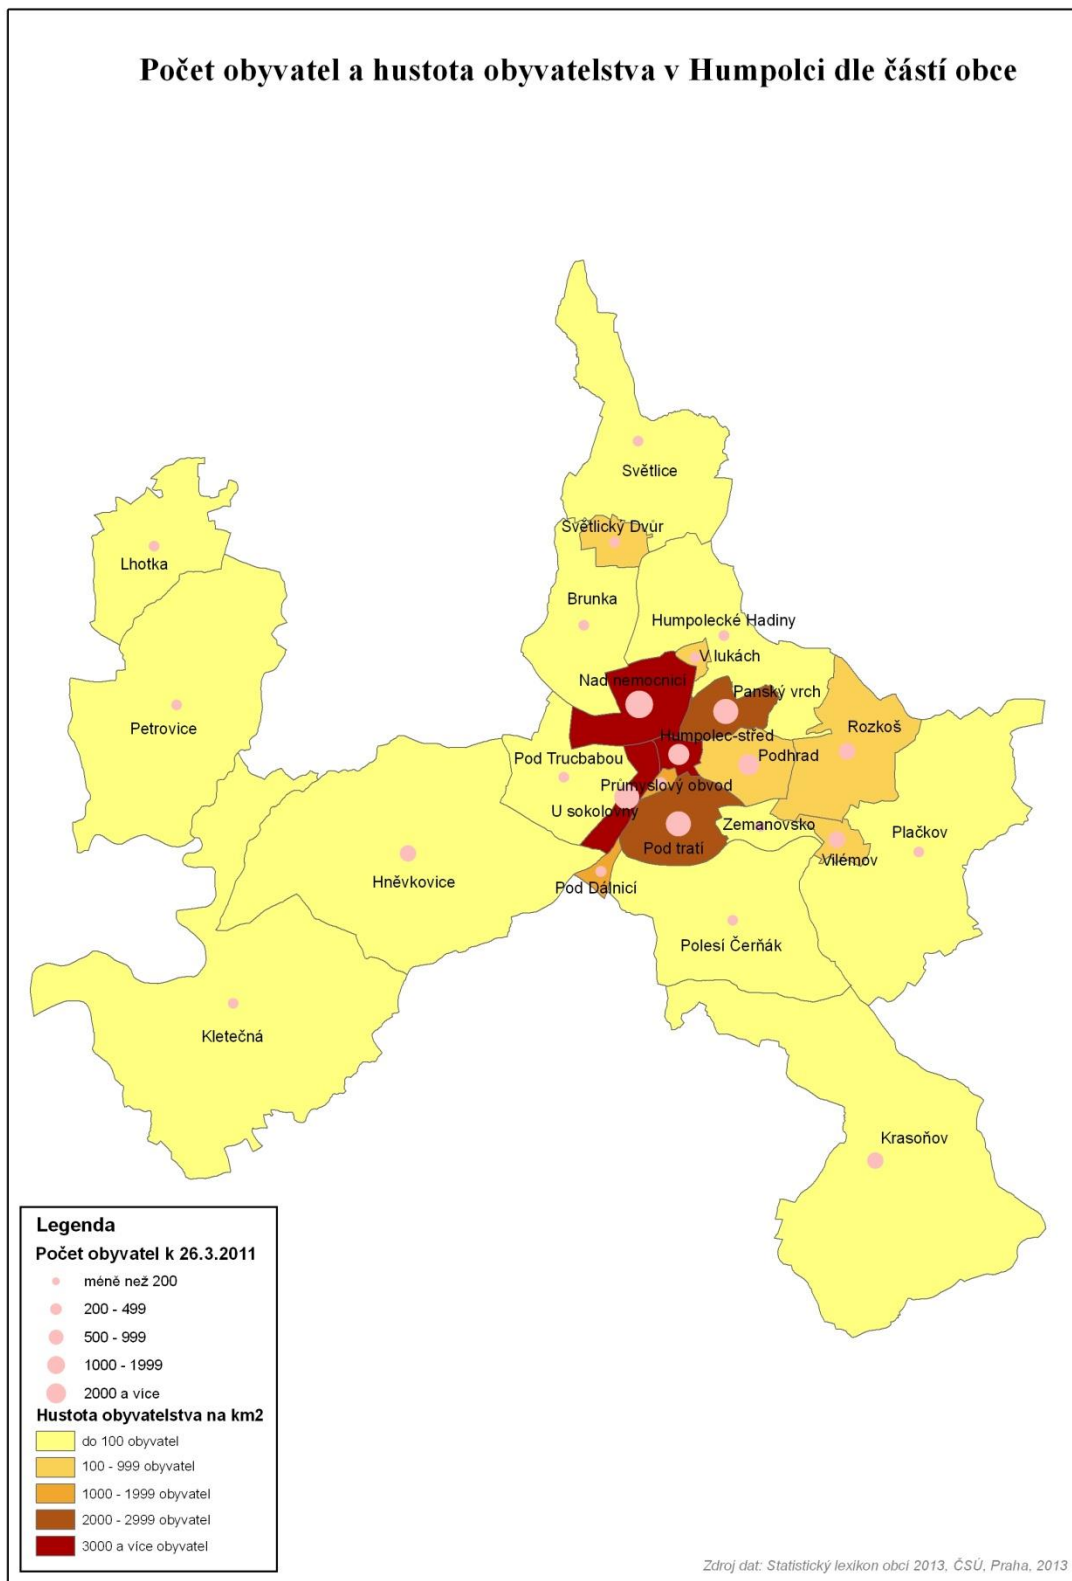 Počet obyvatel a hustota obyvatelstva v Humpolci dle částí obce
Světlice
Světlický Dvůr
Lhotka
Brunka
Humpolecké Hadiny
V lukách
Nad nemocnicí
Panský vrch
Petrovice
Rozkoš
Humpolec-střed
Pod Trucbabou
Podhrad
Průmyslový obvod
U sokolovny
Zemanovsko
Plačkov
Pod tratí
Vilémov
Hněvkovice
Pod Dálnicí
Polesí Čerňák
Kletečná
Krasoňov
Legenda
Počet obyvatel k 26.3.2011
méně než 200
200 - 499
500 - 999
1000 - 1999
2000 a více
Hustota obyvatelstva na km2
do 100 obyvatel
100 - 999 obyvatel
1000 - 1999 obyvatel
2000 - 2999 obyvatel
3000 a více obyvatel
Zdroj dat: Statistický lexikon obcí 2013, ČSÚ, Praha, 2013